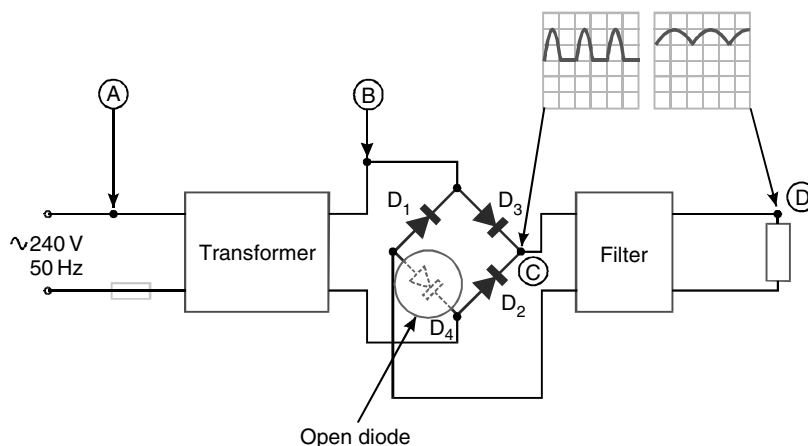 A
B
D
D₁
D₃
Transformer
Filter
∿240 V
50 Hz
C
D₂
D₄
Open diode